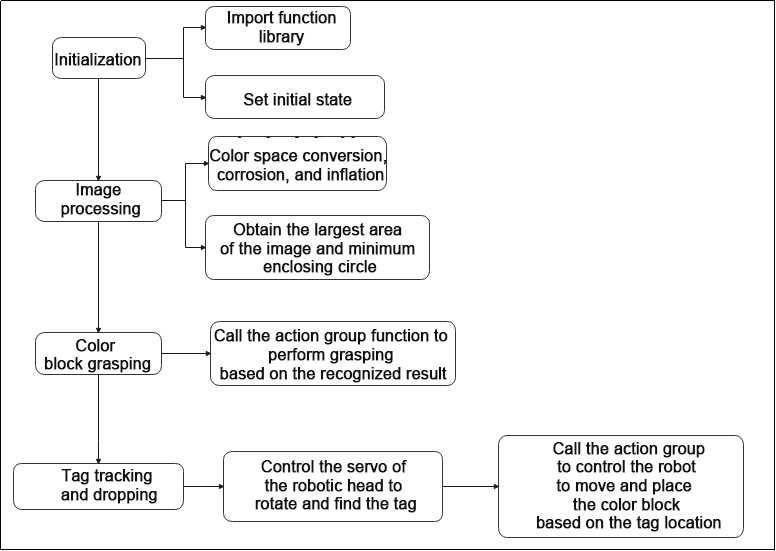 Import function
library
Initialization
Set initial state
Color space conversion,
corrosion, and inflation
Image
processing
Obtain the largest area
of the image and minimum
enclosing circle
Color
block grasping
Call the action group function to
perform grasping
based on the recognized result
Tag tracking
and dropping
Control the servo of
the robotic head to
rotate and find the tag
Call the action group
to control the robot
to move and place
the color block
based on the tag location